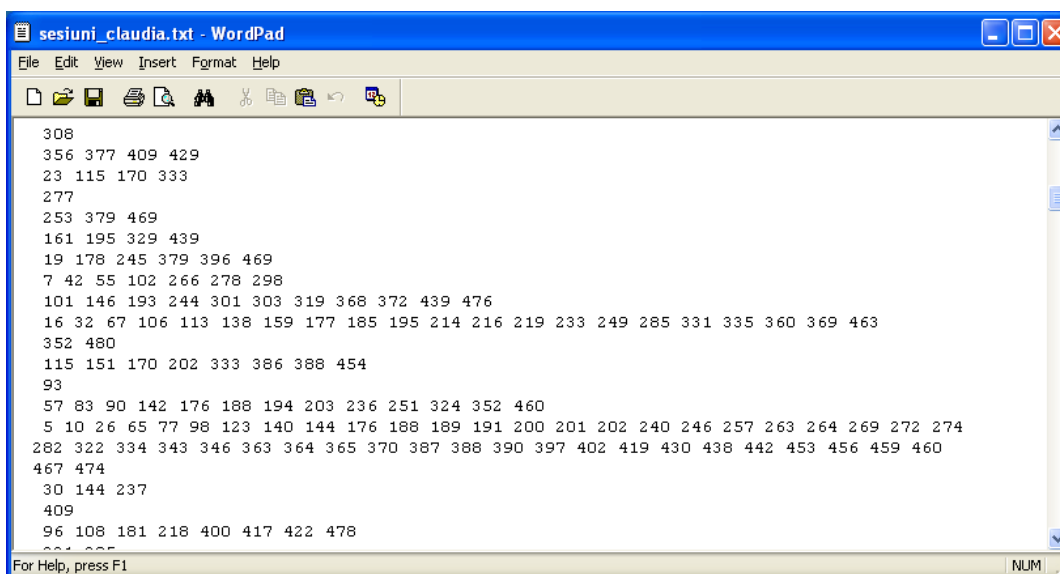 sesiuni_claudia.txt - WordPad
File Edit View Insert Format Help
308
356 377 409 429
23 115 170 333
277
253 379 469
161 195 329 439
19 178 245 379 396 469
7 42 55 102 266 278 298
101 146 193 244 301 303 319 368 372 439 476
16 32 67 106 113 138 159 177 185 195 214 216 219 233 249 285 331 335 360 369 463
352 480
115 151 170 202 333 386 388 454
93
57 83 90 142 176 188 194 203 236 251 324 352 460
5 10 26 65 77 98 123 140 144 176 188 189 191 200 201 202 240 246 257 263 264 269 272 274
282 322 334 343 346 363 364 365 370 387 388 390 397 402 419 430 438 442 453 456 459 460
467 474
30 144 237
409
96 108 181 218 400 417 422 478
For Help, press F1
NUM